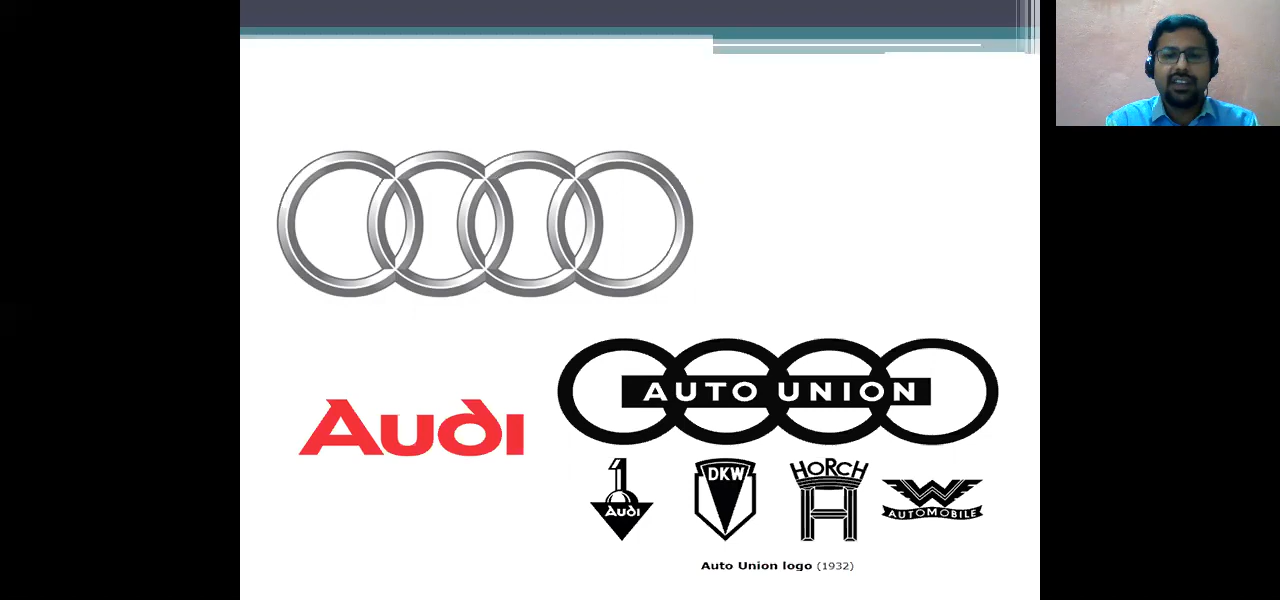 Audi
AUTO UNION
Audi
DKW
HORCH
H
W
AUTOMOBILE
Auto Union logo (1932)